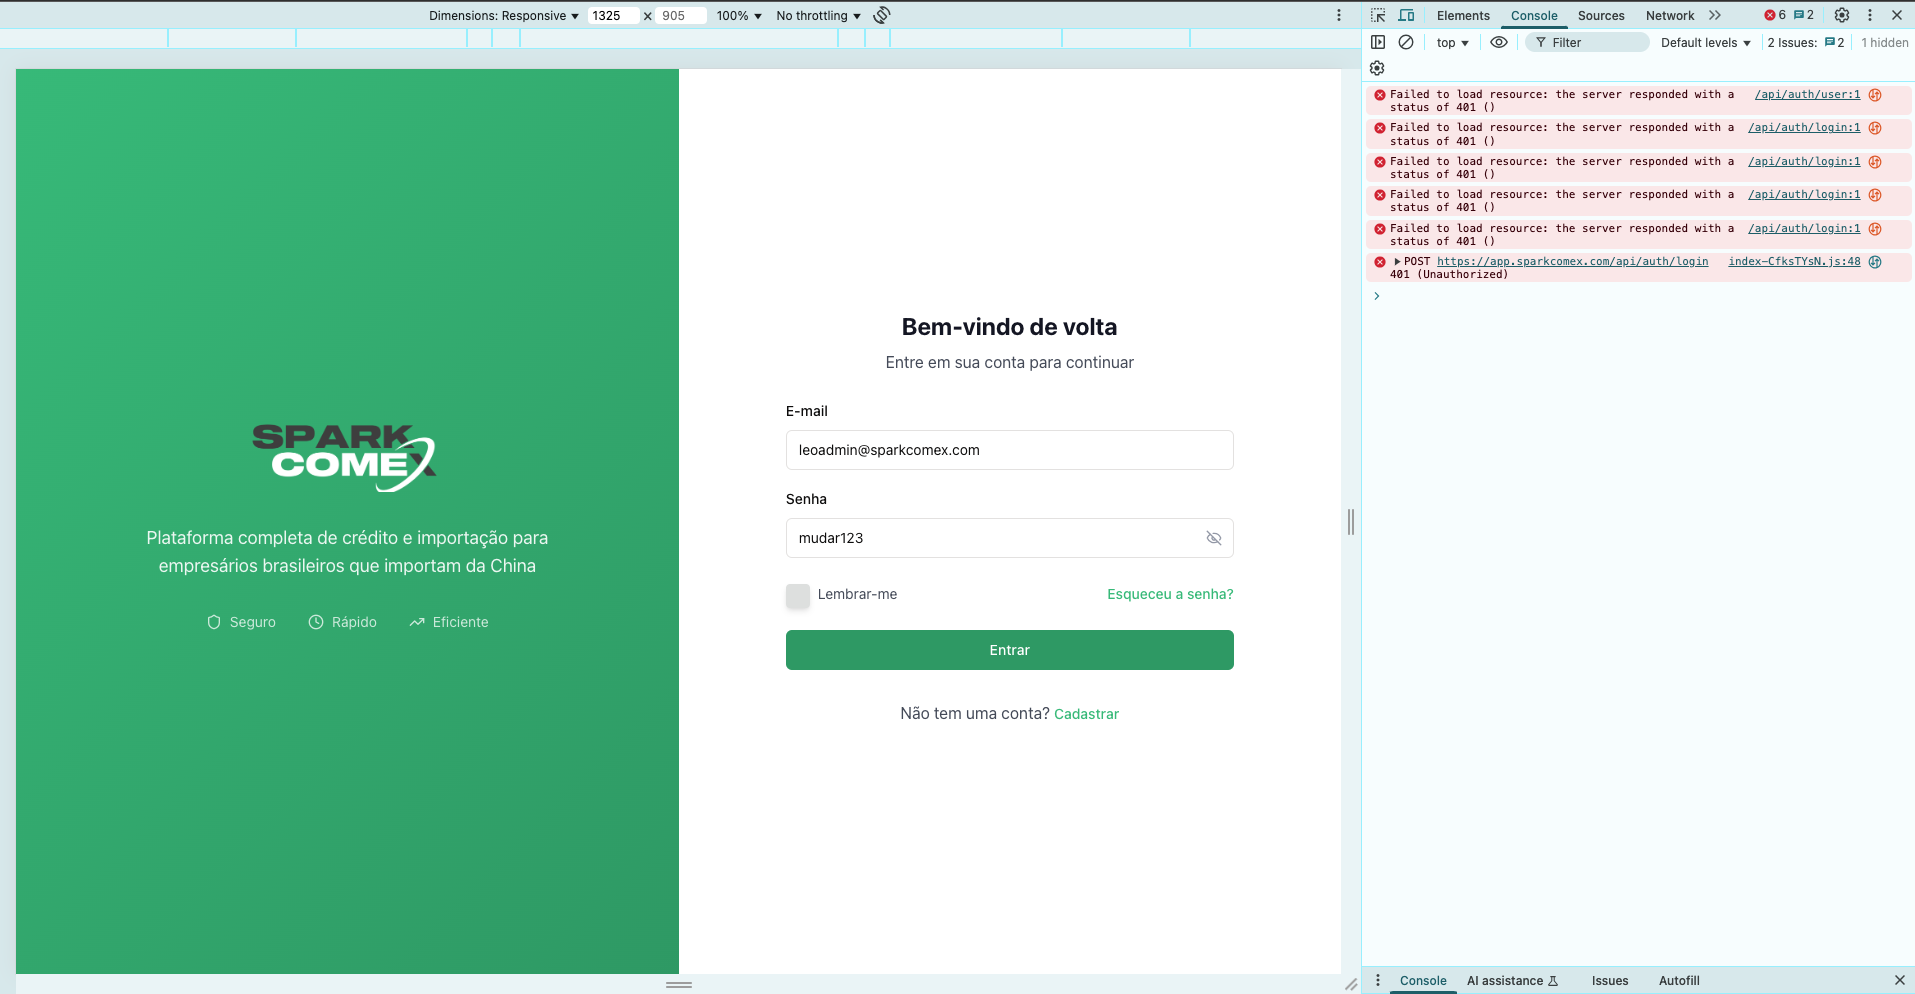 Dimensions: Responsive 1325 x 905 100% No throttling
SPARK
COMEX
Plataforma completa de crédito e importação para
empresários brasileiros que importam da China
Seguro Rápido Eficiente
Bem-vindo de volta
Entre em sua conta para continuar
E-mail
leoadmin@sparkcomex.com
Senha
mudar123
Lembrar-me Esqueceu a senha?
Entrar
Não tem uma conta? Cadastrar
Elements Console Sources Network 6 2
top Filter Default levels 2 Issues: 2 1 hidden
Failed to load resource: the server responded with a /api/auth/user:1
status of 401 ()
Failed to load resource: the server responded with a /api/auth/login:1
status of 401 ()
Failed to load resource: the server responded with a /api/auth/login:1
status of 401 ()
Failed to load resource: the server responded with a /api/auth/login:1
status of 401 ()
Failed to load resource: the server responded with a /api/auth/login:1
status of 401 ()
POST https://app.sparkcomex.com/api/auth/login index-CfksTYsN.js:48
401 (Unauthorized)
Console AI assistance Issues Autofill